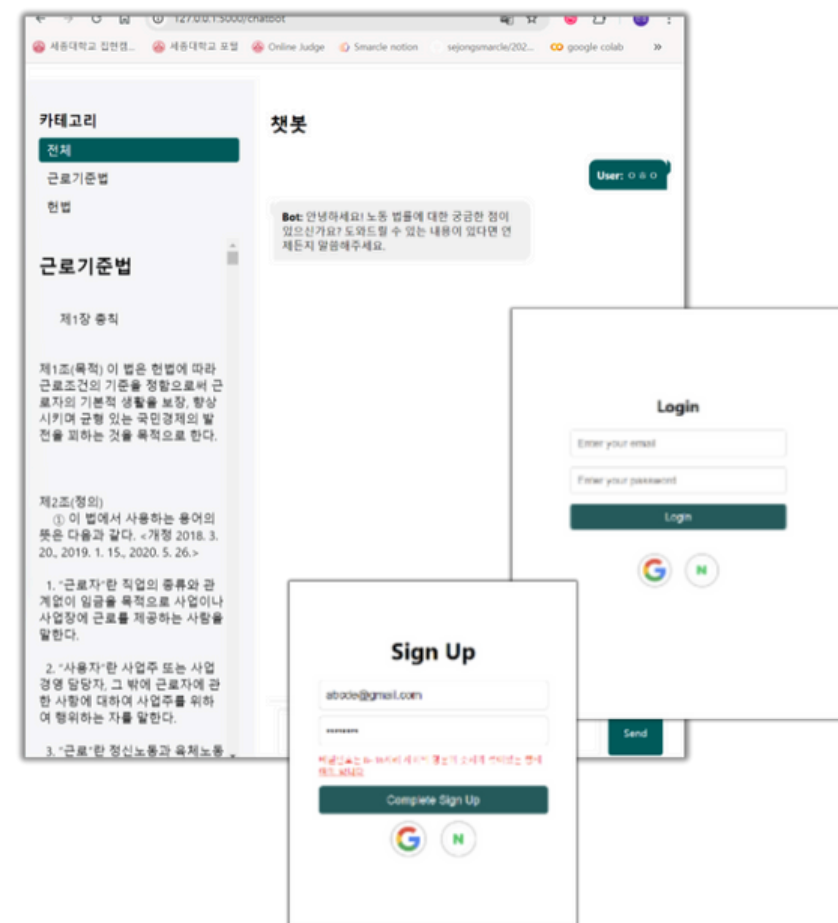 127.0.0.1:5000/chatbot
세종대학교 집현캠... 세종대학교 포털 Online Judge Smarcle notion sejongsmarcle/202... google colab »
카테고리
전체
근로기준법
헌법
근로기준법
제1장 총칙
제1조(목적) 이 법은 헌법에 따라
근로조건의 기준을 정함으로써 근
로자의 기본적 생활을 보장, 향상
시키며 균형 있는 국민경제의 발
전을 꾀하는 것을 목적으로 한다.
제2조(정의)
① 이 법에서 사용하는 용어의
뜻은 다음과 같다. <개정 2018. 3.
20., 2019. 1. 15., 2020. 5. 26.>
1. "근로자"란 직업의 종류와 관
계없이 임금을 목적으로 사업이나
사업장에 근로를 제공하는 사람을
말한다.
2. "사용자"란 사업주 또는 사업
경영 담당자, 그 밖에 근로자에 관
한 사항에 대하여 사업주를 위하
여 행위하는 자를 말한다.
3. "근로"란 정신노동과 육체노동
챗봇
User: ㅇㅎㅇ
Bot: 안녕하세요! 노동 법률에 대한 궁금한 점이
있으신가요? 도와드릴 수 있는 내용이 있다면 언
제든지 말씀해주세요.
Send
Login
Enter your email
Enter your password
Login
G N
Sign Up
abcde@gmail.com
Complete Sign Up
G N